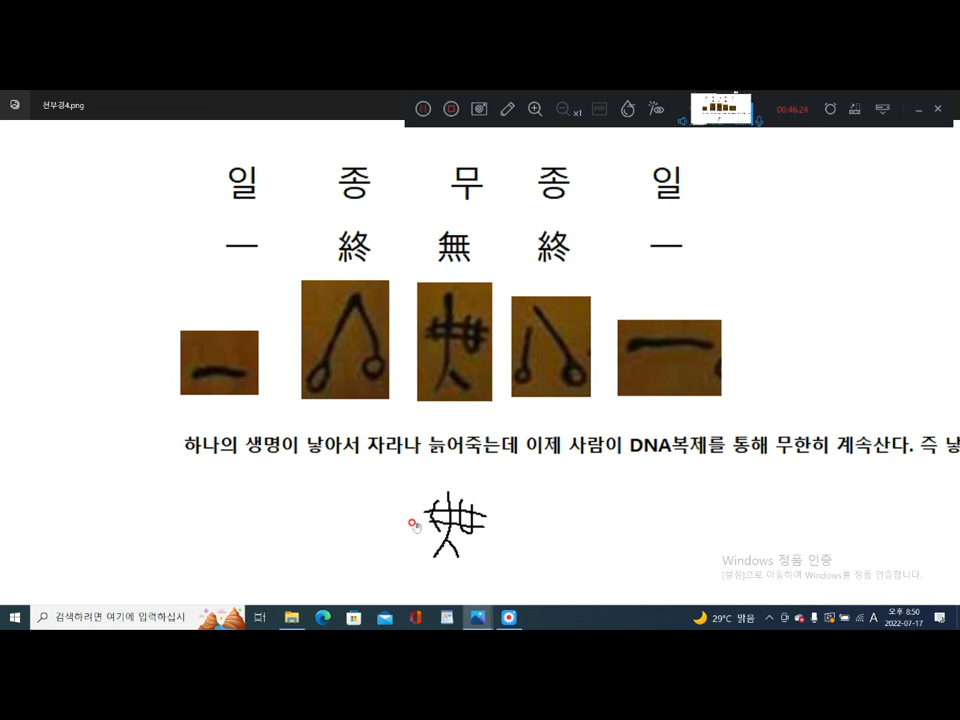 천부경4.png
x1
00:46:24
일 종 무 종 일
一 終 無 終 一
하나의 생명이 낳아서 자라나 늙어죽는데 이제 사람이 DNA복제를 통해 무한히 계속산다. 즉 낳
Windows 정품 인증
[설정]으로 이동하여 Windows를 정품 인증합니다.
검색하려면 여기에 입력하십시
29°C 맑음
A
오후 8:50
2022-07-17